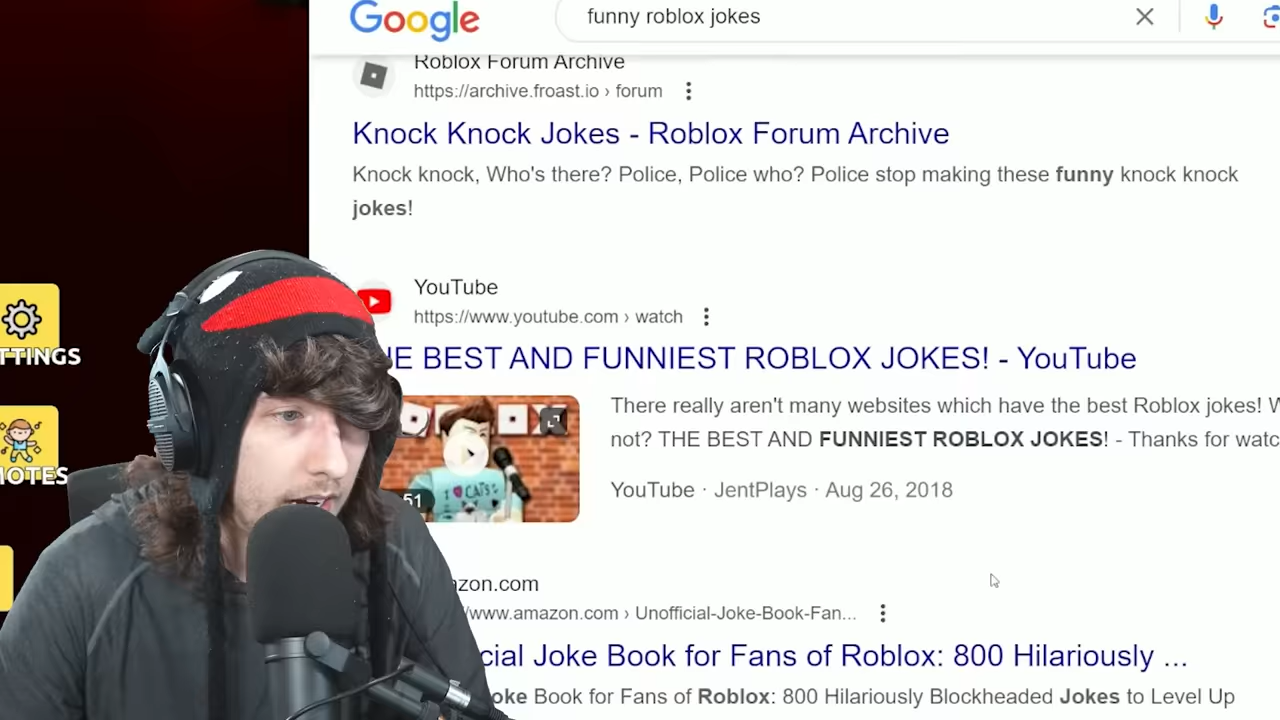 Google
funny roblox jokes
Roblox Forum Archive
https://archive.froast.io › forum
Knock Knock Jokes - Roblox Forum Archive
Knock knock, Who's there? Police, Police who? Police stop making these funny knock knock
jokes!
YouTube
https://www.youtube.com › watch
HE BEST AND FUNNIEST ROBLOX JOKES! - YouTube
There really aren't many websites which have the best Roblox jokes! W
not? THE BEST AND FUNNIEST ROBLOX JOKES! - Thanks for watc
I CATS
51
YouTube · JentPlays · Aug 26, 2018
azon.com
/www.amazon.com › Unofficial-Joke-Book-Fan...
cial Joke Book for Fans of Roblox: 800 Hilariously ...
oke Book for Fans of Roblox: 800 Hilariously Blockheaded Jokes to Level Up
TTINGS
MOTES